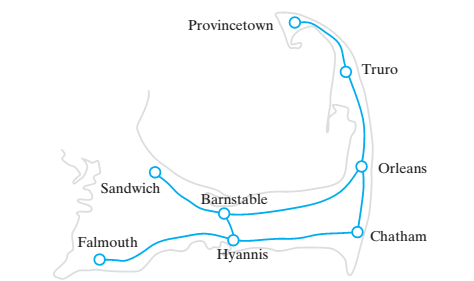 Provincetown
Truro
Orleans
Sandwich
Barnstable
Chatham
Falmouth
Hyannis